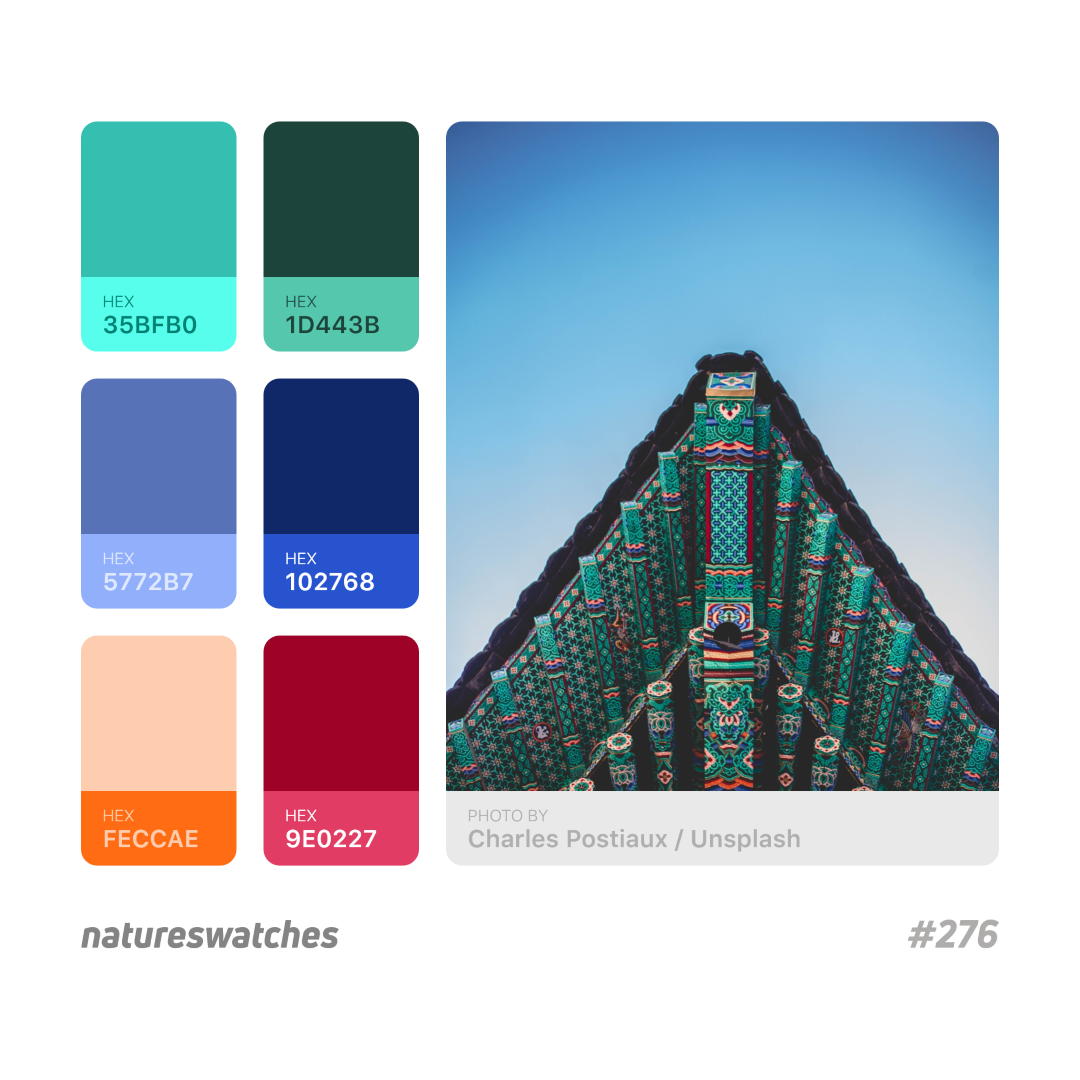 HEX
35BFB0
HEX
1D443B
HEX
5772B7
HEX
102768
HEX
FECCAE
HEX
9E0227
PHOTO BY
Charles Postiaux / Unsplash
natureswatches
#276